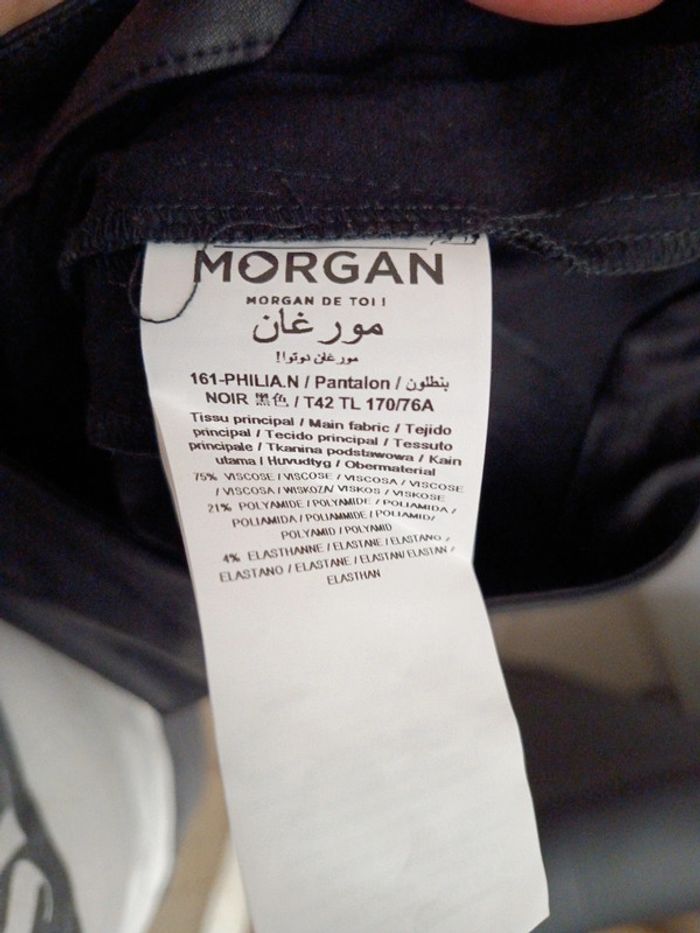 MORGAN
MORGAN DE TOI !
مورغان
مورغان دوتوا!
161-PHILIA.N / Pantalon / بنطلون
NOIR 黑色 / T42 TL 170/76A
Tissu principal / Main fabric / Tejido
principal / Tecido principal / Tessuto
principale / Tkanina podstawowa / Kain
utama / Huvudtyg / Obermaterial
75% VISCOSE / VISCOSE / VISCOSA / VISCOSE
/ VISCOSA / WISKOZA/ VISKOS / VISKOSE
21% POLYAMIDE / POLYAMIDE / POLIAMIDA /
POLIAMIDA / POLIAMMIDE / POLIAMID/
POLYAMID / POLYAMID
4% ELASTHANNE / ELASTANE / ELASTANO /
ELASTANO / ELASTANE / ELASTAN/ ELASTAN /
ELASTHAN